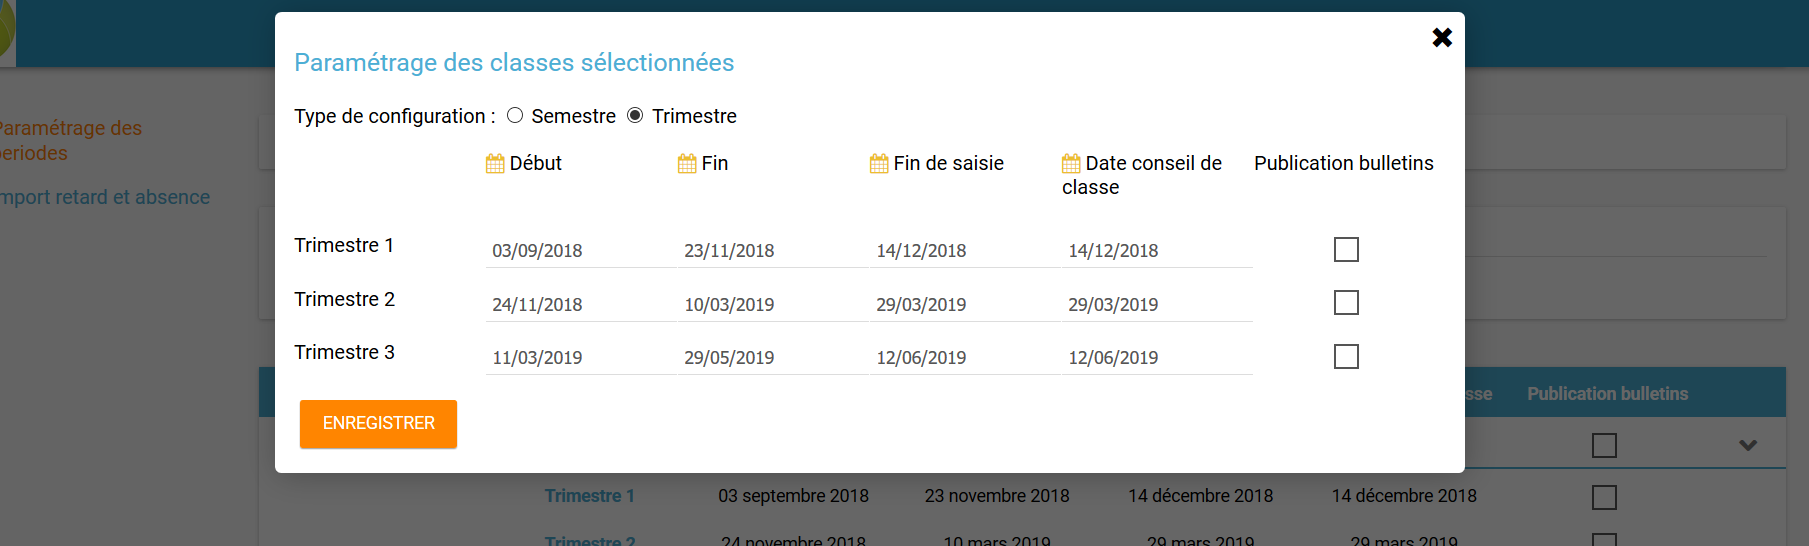 Paramétrage des classes sélectionnées
Type de configuration : Semestre Trimestre
Début Fin Fin de saisie Date conseil de classe Publication bulletins
Trimestre 1 03/09/2018 23/11/2018 14/12/2018 14/12/2018
Trimestre 2 24/11/2018 10/03/2019 29/03/2019 29/03/2019
Trimestre 3 11/03/2019 29/05/2019 12/06/2019 12/06/2019
ENREGISTRER
Paramétrage des
periodes
mport retard et absence
sse Publication bulletins
Trimestre 1 03 septembre 2018 23 novembre 2018 14 décembre 2018 14 décembre 2018
Trimestre 2 24 novembre 2018 10 mars 2019 29 mars 2019 29 mars 2019